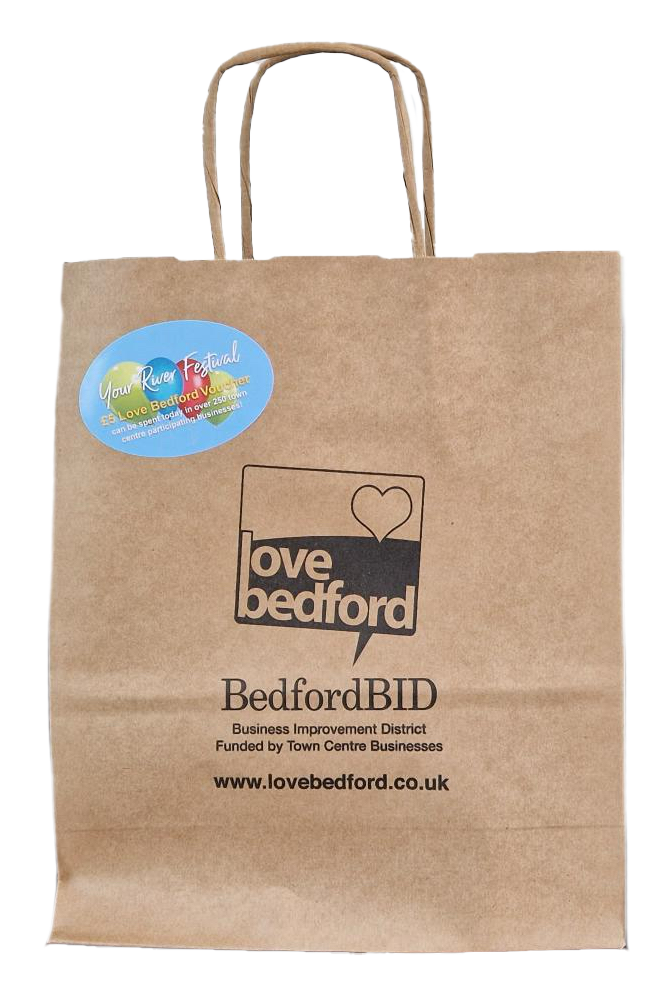 Your River Festival
£5 Love Bedford Voucher
can be spent today in over 250 town
centre participating businesses!
love
bedford
BedfordBID
Business Improvement District
Funded by Town Centre Businesses
www.lovebedford.co.uk